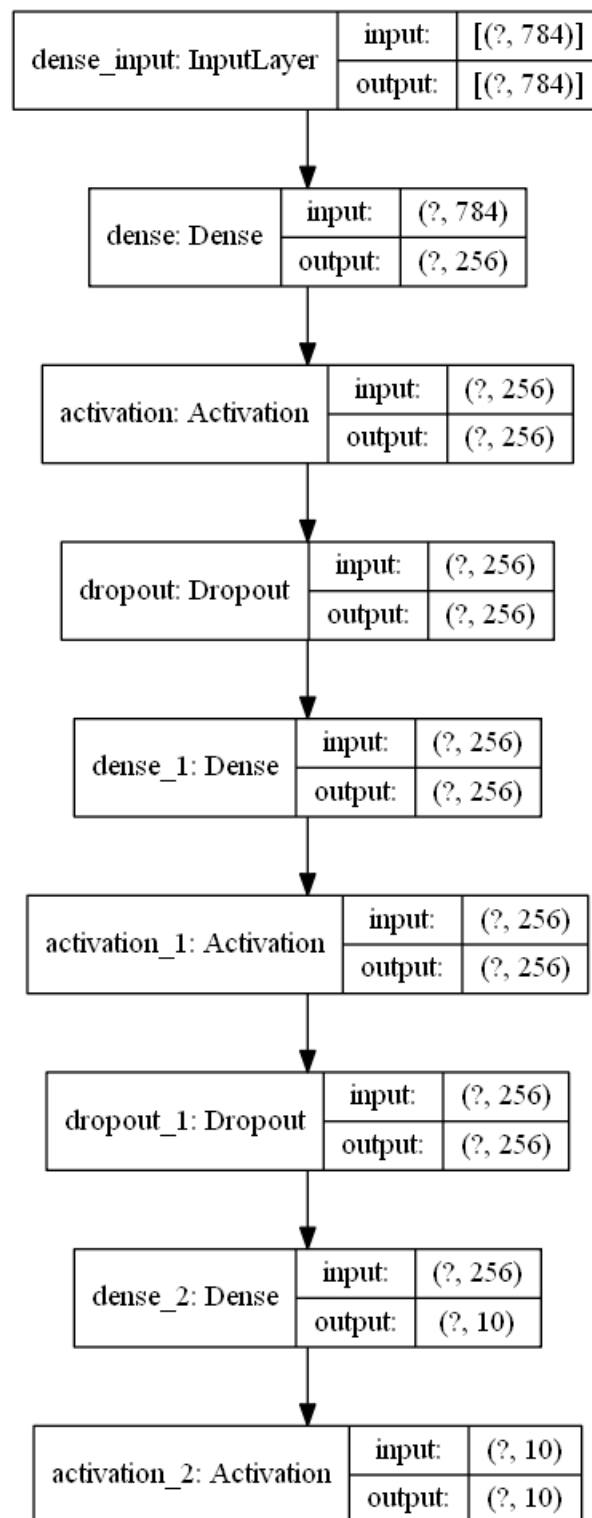 dense_input: InputLayer
input: [(?, 784)]
output: [(?, 784)]
dense: Dense
input: (?, 784)
output: (?, 256)
activation: Activation
input: (?, 256)
output: (?, 256)
dropout: Dropout
input: (?, 256)
output: (?, 256)
dense_1: Dense
input: (?, 256)
output: (?, 256)
activation_1: Activation
input: (?, 256)
output: (?, 256)
dropout_1: Dropout
input: (?, 256)
output: (?, 256)
dense_2: Dense
input: (?, 256)
output: (?, 10)
activation_2: Activation
input: (?, 10)
output: (?, 10)